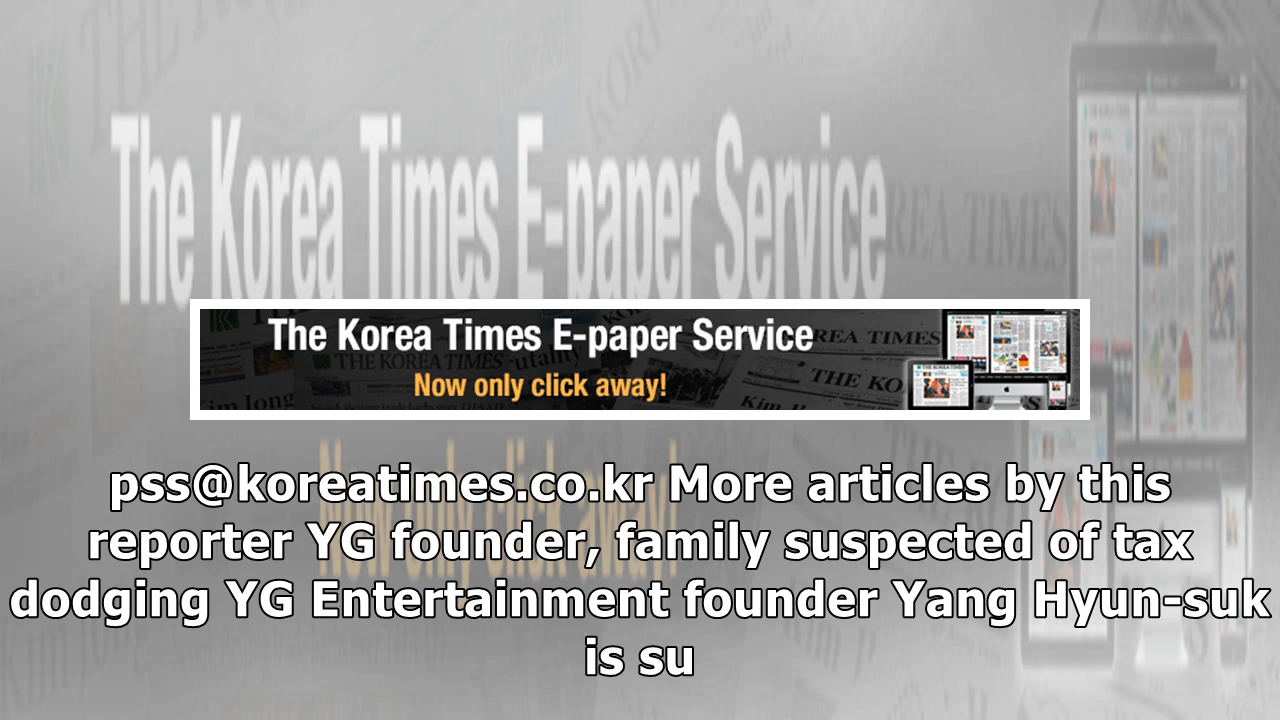 The Korea Times E-paper Service
The Korea Times E-paper Service
Now only click away!
pss@koreatimes.co.kr More articles by this
reporter YG founder, family suspected of tax
dodging YG Entertainment founder Yang Hyun-suk
is su